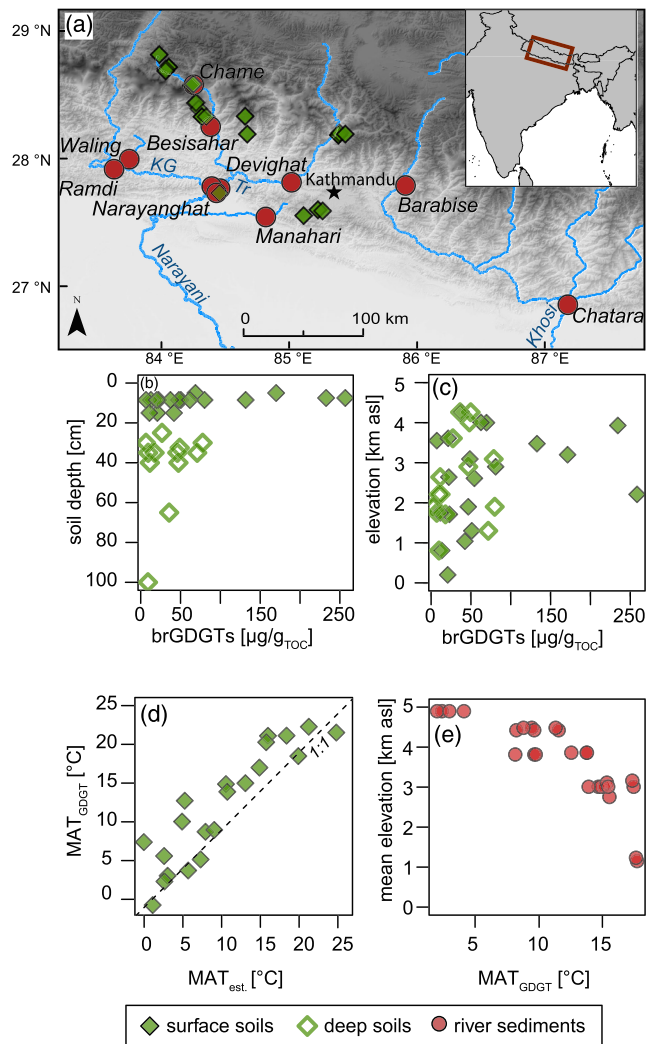 (a)
29 °N
28 °N
27 °N
Chame
Waling
Besisahar
KG
Devighat
Ramdi
Tr
Kathmandu
Narayanghat
Barabise
Manahari
Narayani
N
0 100 km
Khosi
Chatara
84 °E 85 °E 86 °E 87 °E
(b)
soil depth [cm]
0
20
40
60
80
100
0 50 150 250
brGDGTs [µg/gTOC]
(c)
elevation [km asl]
5
4
3
2
1
0
0 50 150 250
brGDGTs [µg/gTOC]
(d)
MATGDGT
[°C]
25
20
15
10
5
0
1:1
0 5 10 15 20 25
MATest. [°C]
(e)
mean elevation [km asl]
5
4
3
2
1
0
5 10 15
MATGDGT [°C]
surface soils deep soils river sediments